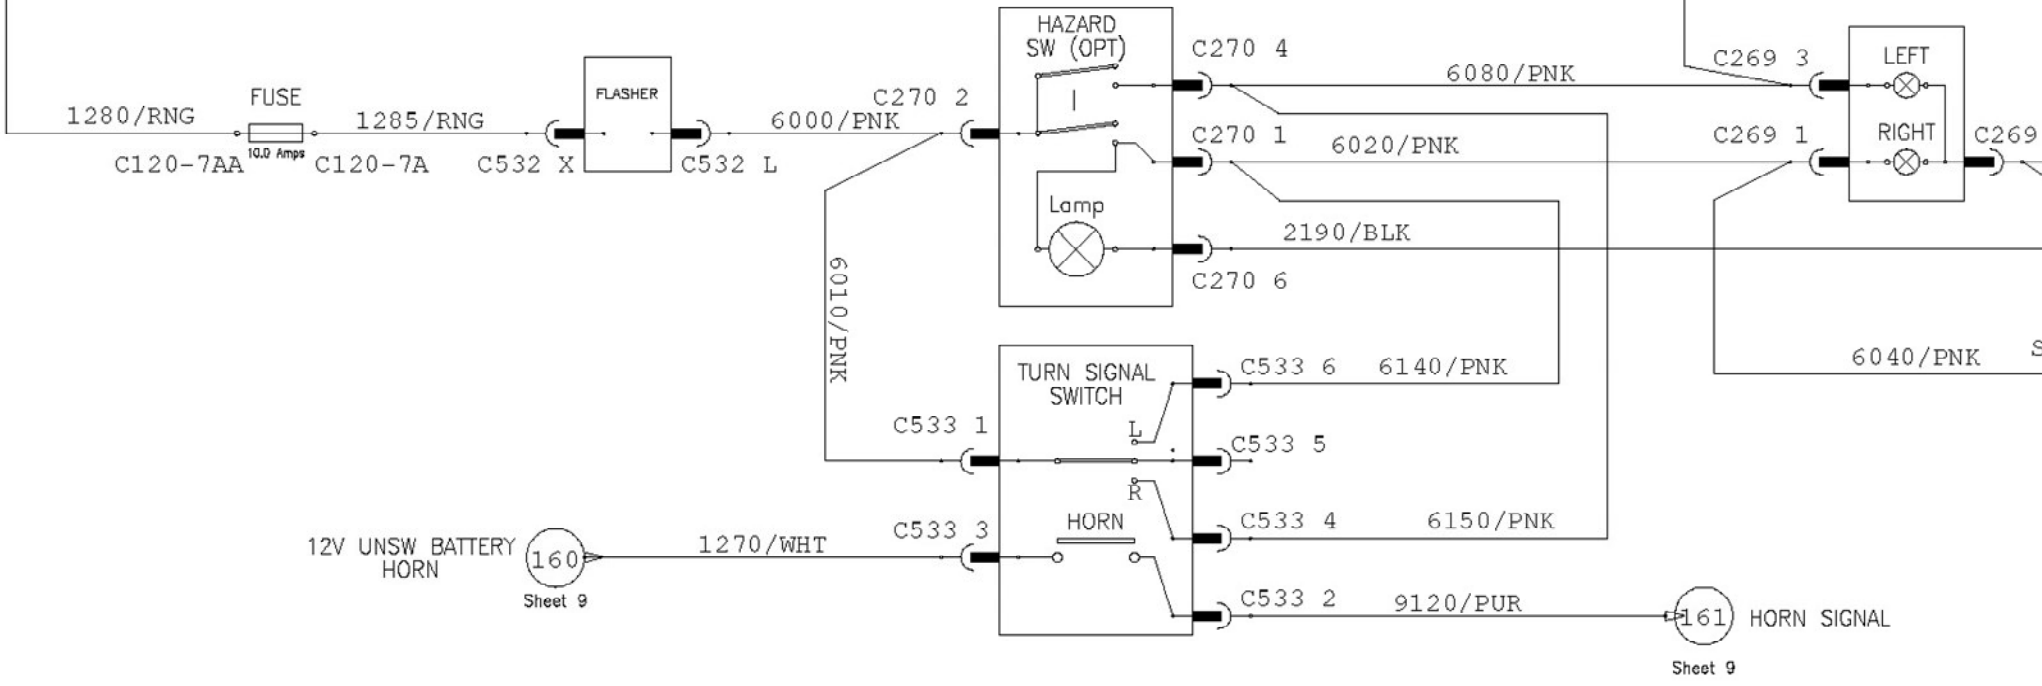 HAZARD
SW (OPT)
C270 4
6080/PNK
C269 3
LEFT
FUSE
FLASHER
C270 2
1280/RNG
1285/RNG
6000/PNK
10.0 Amps
C120-7AA
C120-7A
C532 X
C532 L
C270 1
6020/PNK
C269 1
RIGHT
C269
Lamp
2190/BLK
C270 6
6010/PNK
6040/PNK
TURN SIGNAL
SWITCH
C533 6
6140/PNK
C533 1
L
C533 5
R
C533 3
HORN
C533 4
6150/PNK
12V UNSW BATTERY
HORN
160
1270/WHT
Sheet 9
C533 2
9120/PUR
161
HORN SIGNAL
Sheet 9